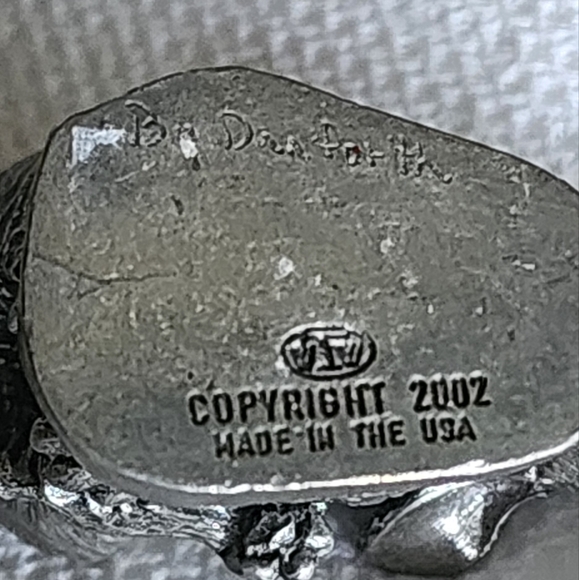 By Danforth
COPYRIGHT 2002
MADE IN THE USA